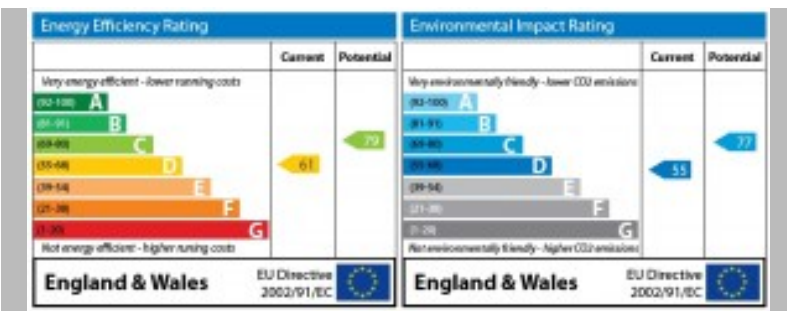 Energy Efficiency Rating
Current Potential
Very energy efficient - lower running costs
(92-100) A
(81-91) B
(69-80) C
(55-68) D
(39-54) E
(21-38) F
(1-20) G
79
61
Not energy efficient - higher runing costs
England & Wales
EU Directive
2002/91/EC
Environmental Impact Rating
Current Potential
Very environmentally friendly - lower CO2 emissions
(92-100) A
(81-91) B
(69-80) C
(55-68) D
(39-54) E
(21-38) F
(1-20) G
77
55
Not environmentally friendly - higher CO2 emissions
England & Wales
EU Directive
2002/91/EC